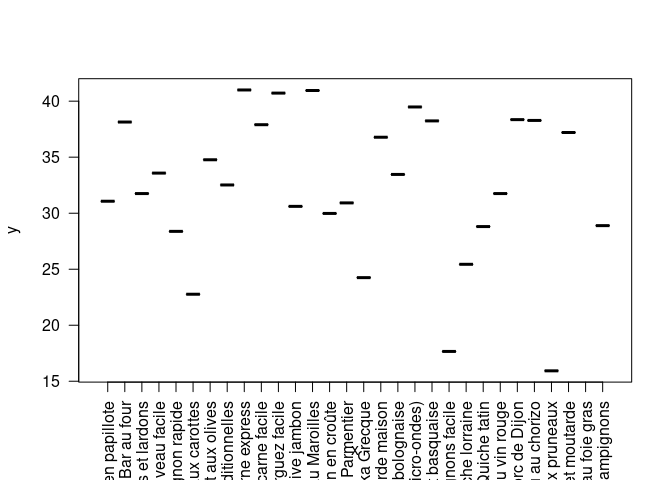 40
35
30
25
20
15
y
en papillote
Bar au four
s et lardons
veau facile
gnon rapide
ux carottes
t aux olives
ditionnelles
ne express
carne facile
guez facile
ive jambon
u Maroilles
n en croûte
Parmentier
ka Grecque
rde maison
bolognaise
icro-ondes)
t basquaise
nons facile
che lorraine
Quiche tatin
u vin rouge
rc de Dijon
u au chorizo
x pruneaux
et moutarde
au foie gras
ampignons
x